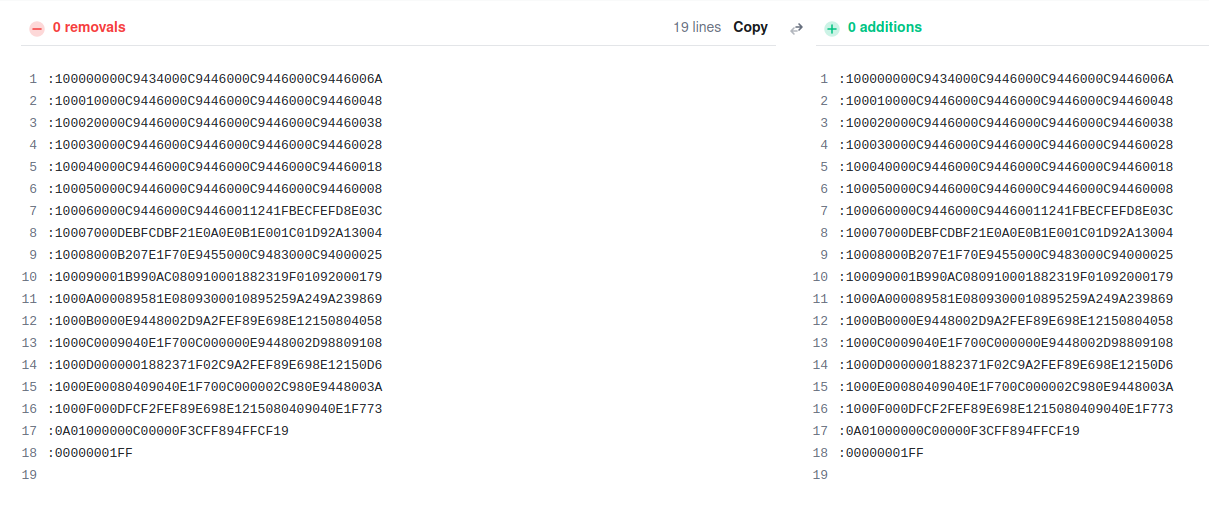 0 removals 19 lines Copy 0 additions
1 :100000000C9434000C9446000C9446000C9446006A
2 :100010000C9446000C9446000C9446000C94460048
3 :100020000C9446000C9446000C9446000C94460038
4 :100030000C9446000C9446000C9446000C94460028
5 :100040000C9446000C9446000C9446000C94460018
6 :100050000C9446000C9446000C9446000C94460008
7 :100060000C9446000C94460011241FBECFEFD8E03C
8 :10007000DEBFCDBF21E0A0E0B1E001C01D92A13004
9 :10008000B207E1F70E9455000C9483000C94000025
10 :100090001B990AC080910001882319F01092000179
11 :1000A000089581E0809300010895259A249A239869
12 :1000B0000E9448002D9A2FEF89E698E12150804058
13 :1000C0009040E1F700C000000E9448002D98809108
14 :1000D0000001882371F02C9A2FEF89E698E12150D6
15 :1000E00080409040E1F700C000002C980E9448003A
16 :1000F000DFCF2FEF89E698E1215080409040E1F773
17 :0A01000000C00000F3CFF894FFCF19
18 :00000001FF
19
1 :100000000C9434000C9446000C9446000C9446006A
2 :100010000C9446000C9446000C9446000C94460048
3 :100020000C9446000C9446000C9446000C94460038
4 :100030000C9446000C9446000C9446000C94460028
5 :100040000C9446000C9446000C9446000C94460018
6 :100050000C9446000C9446000C9446000C94460008
7 :100060000C9446000C94460011241FBECFEFD8E03C
8 :10007000DEBFCDBF21E0A0E0B1E001C01D92A13004
9 :10008000B207E1F70E9455000C9483000C94000025
10 :100090001B990AC080910001882319F01092000179
11 :1000A000089581E0809300010895259A249A239869
12 :1000B0000E9448002D9A2FEF89E698E12150804058
13 :1000C0009040E1F700C000000E9448002D98809108
14 :1000D0000001882371F02C9A2FEF89E698E12150D6
15 :1000E00080409040E1F700C000002C980E9448003A
16 :1000F000DFCF2FEF89E698E1215080409040E1F773
17 :0A01000000C00000F3CFF894FFCF19
18 :00000001FF
19